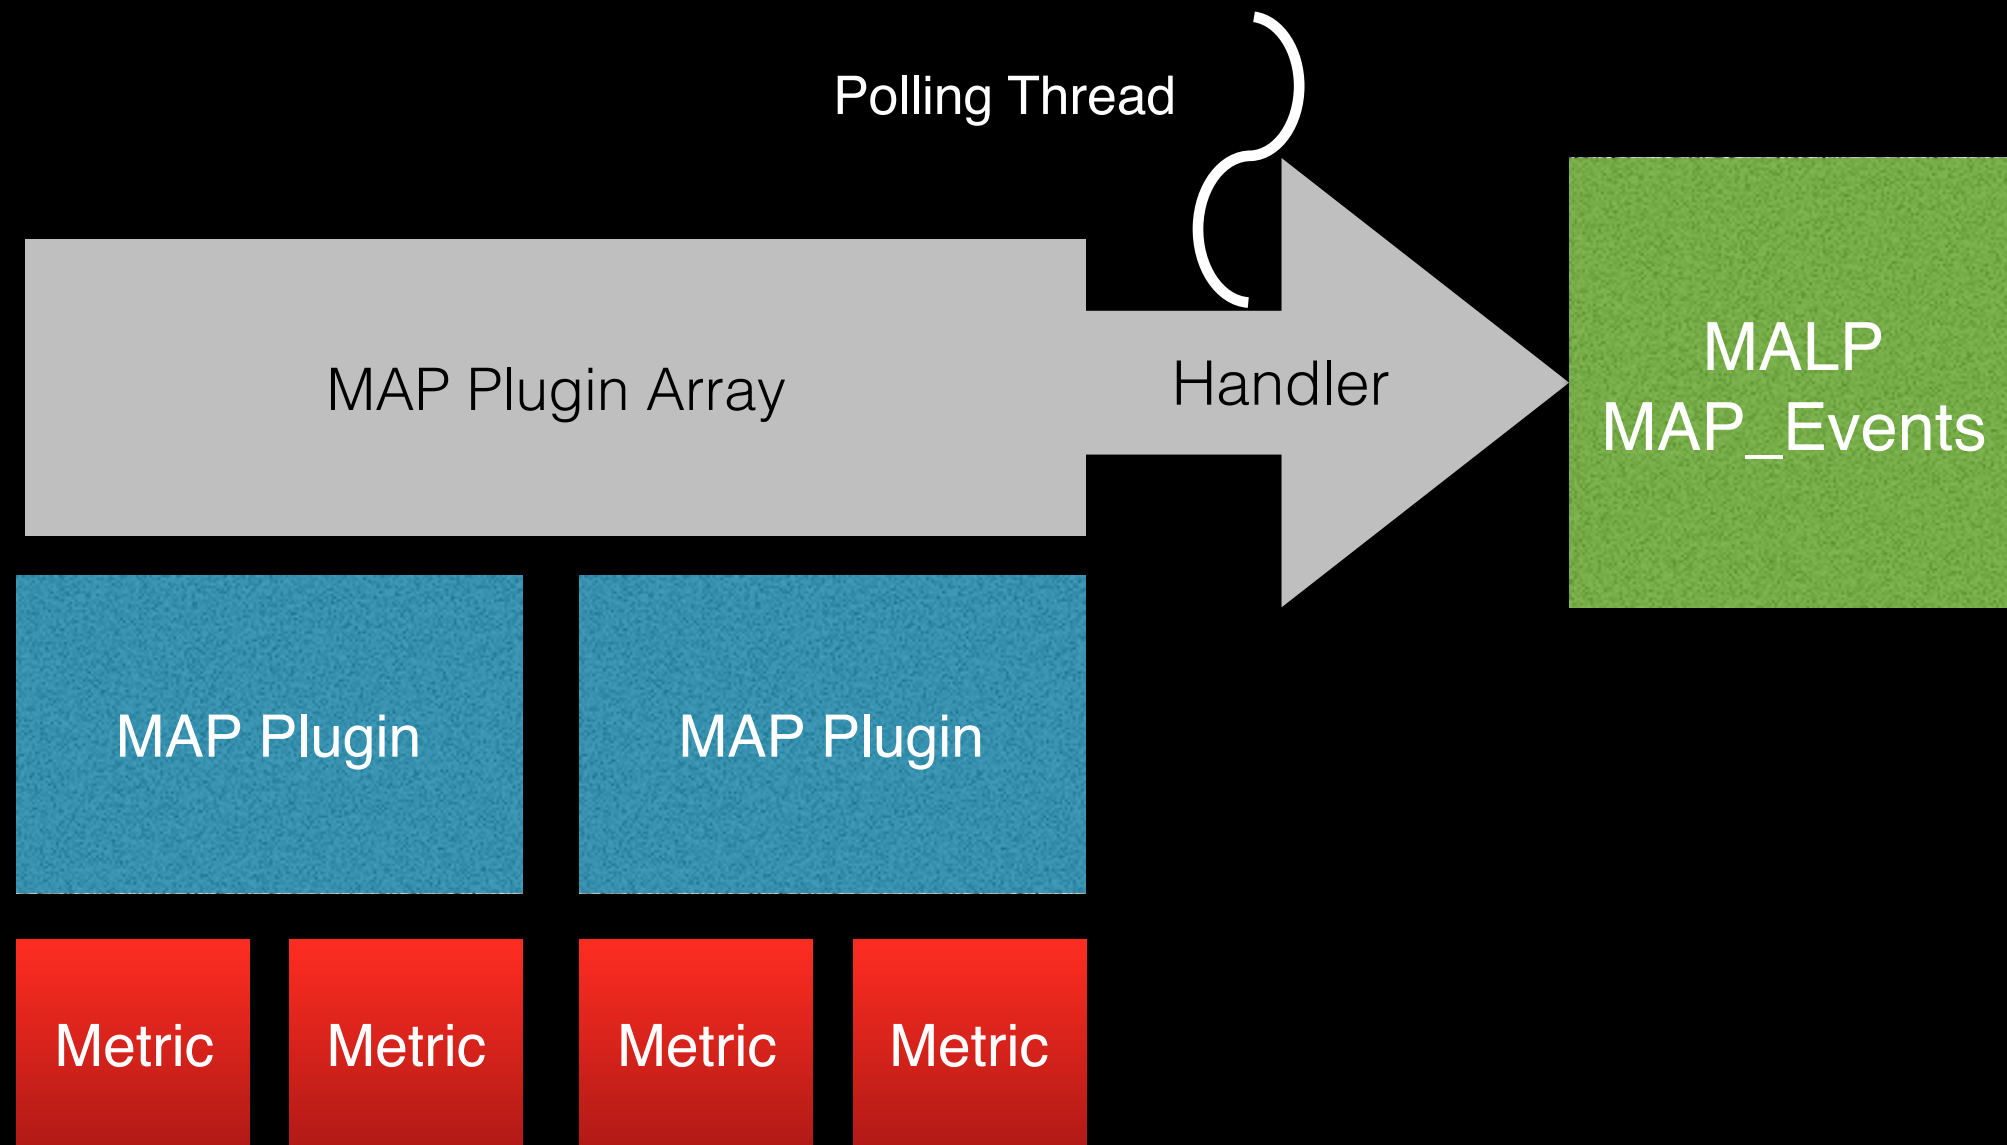 Polling Thread
MAP Plugin Array
Handler
MALP
MAP_Events
MAP Plugin
MAP Plugin
Metric
Metric
Metric
Metric